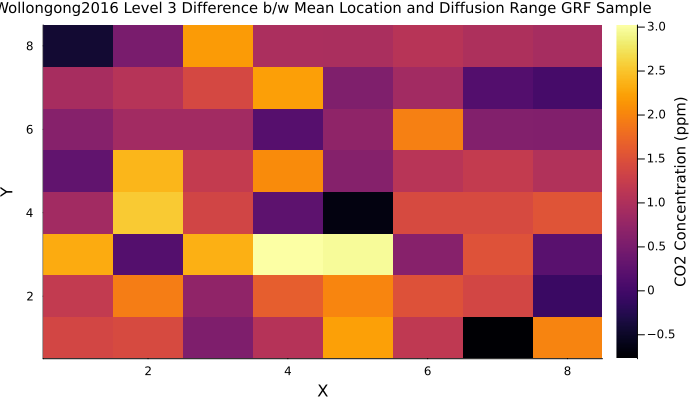 Wollongong2016 Level 3 Difference b/w Mean Location and Diffusion Range GRF Sample
8
6
4
2
Y
2 4 6 8
X
3.0
2.5
2.0
1.5
1.0
0.5
0
−0.5
CO2 Concentration (ppm)